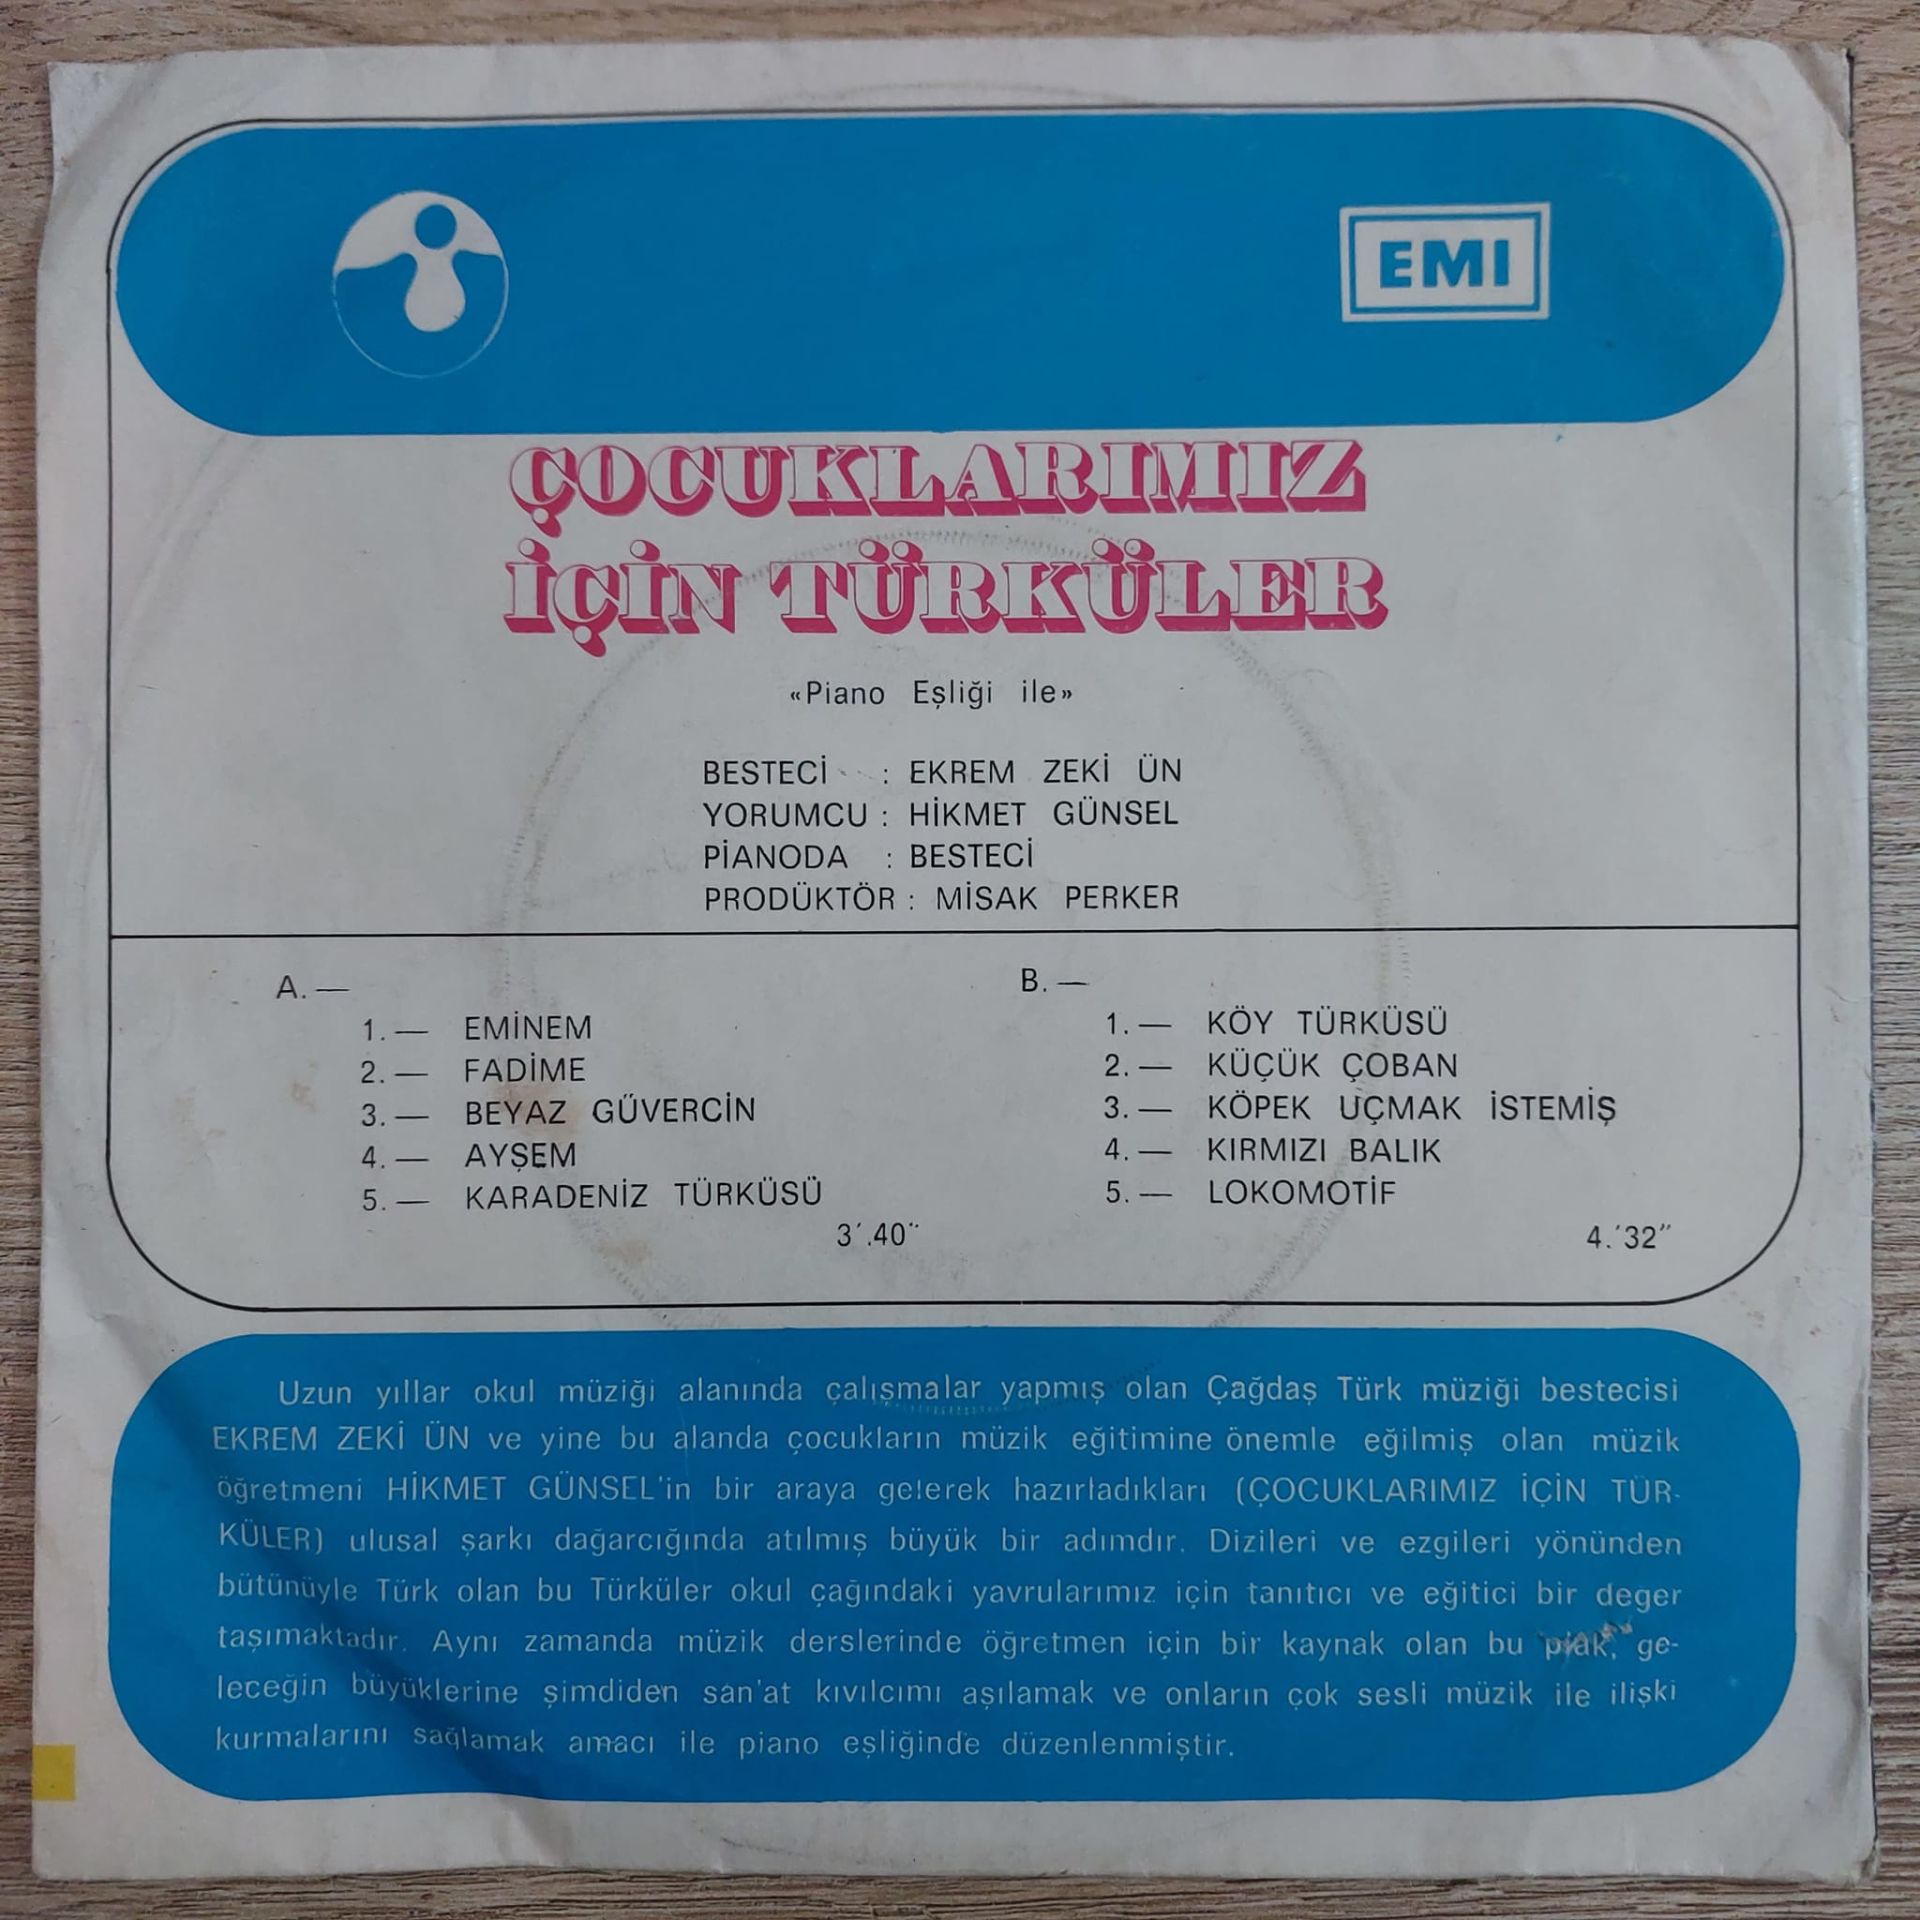 EMI
ÇOCUKLARIMIZ
İÇİN TÜRKÜLER
«Piano Eşliği ile»
BESTECİ : EKREM ZEKİ ÜN
YORUMCU : HİKMET GÜNSEL
PİANODA : BESTECİ
PRODÜKTÖR : MİSAK PERKER
A. —
1. — EMİNEM
2. — FADİME
3. — BEYAZ GÜVERCİN
4. — AYŞEM
5. — KARADENİZ TÜRKÜSÜ
3'.40"
B. —
1. — KÖY TÜRKÜSÜ
2. — KÜÇÜK ÇOBAN
3. — KÖPEK UÇMAK İSTEMİŞ
4. — KIRMIZI BALIK
5. — LOKOMOTİF
4.'32"
Uzun yıllar okul müziği alanında çalışmalar yapmış olan Çağdaş Türk müziği bestecisi
EKREM ZEKİ ÜN ve yine bu alanda çocukların müzik eğitimine önemle eğilmiş olan müzik
öğretmeni HİKMET GÜNSEL'in bir araya gelerek hazırladıkları (ÇOCUKLARIMIZ İÇİN TÜR-
KÜLER) ulusal şarkı dağarcığında atılmış büyük bir adımdır. Dizileri ve ezgileri yönünden
bütünüyle Türk olan bu Türküler okul çağındaki yavrularımız için tanıtıcı ve eğitici bir deger
taşımaktadır. Aynı zamanda müzik derslerinde öğretmen için bir kaynak olan bu plak, ge-
leceğin büyüklerine şimdiden san'at kıvılcımı aşılamak ve onların çok sesli müzik ile ilişki
kurmalarını sağlamak amacı ile piano eşliğinde düzenlenmiştir.